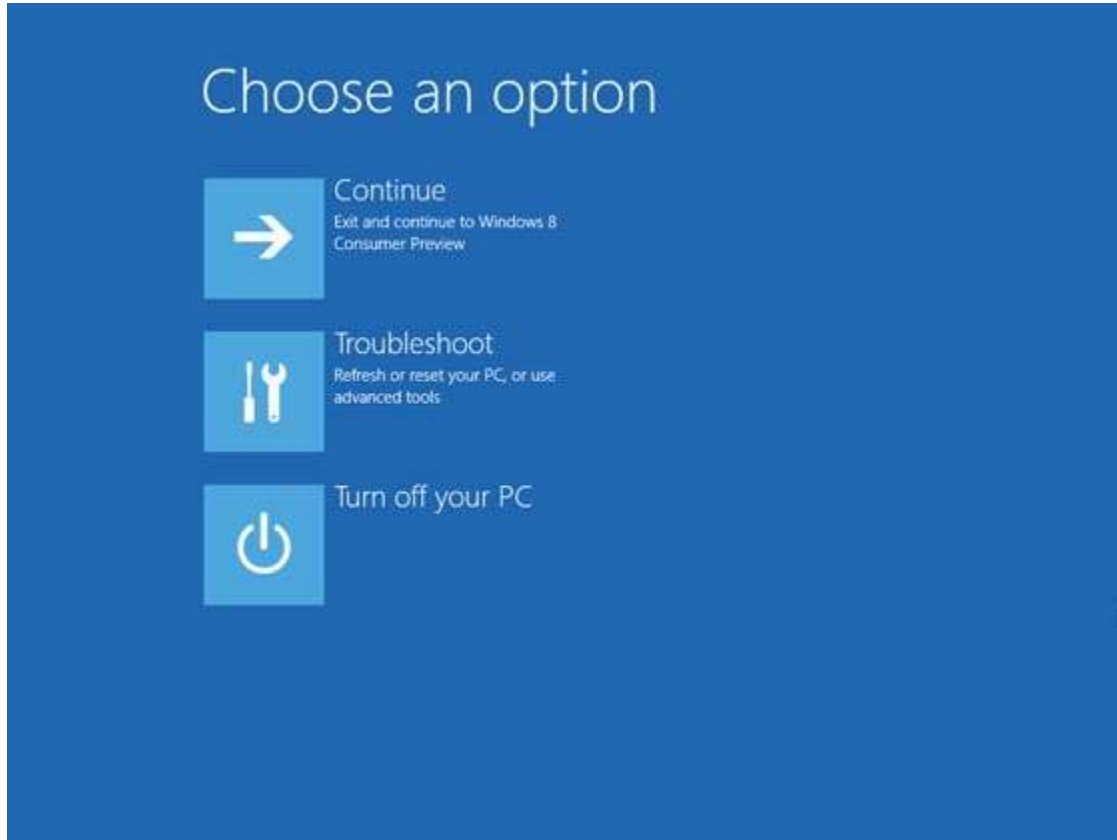 Choose an option
Continue
Exit and continue to Windows 8
Consumer Preview
Troubleshoot
Refresh or reset your PC, or use
advanced tools
Turn off your PC